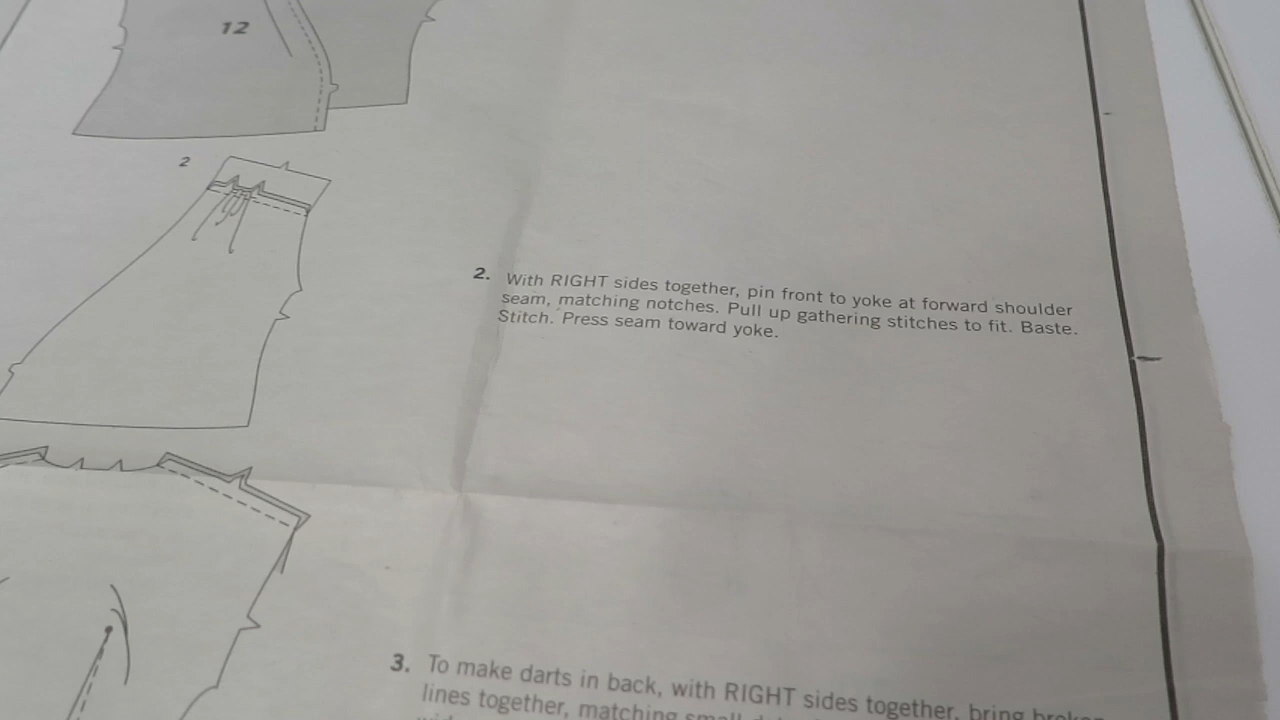 12
2
2. With RIGHT sides together, pin front to yoke at forward shoulder
seam, matching notches. Pull up gathering stitches to fit. Baste.
Stitch. Press seam toward yoke.
3. To make darts in back, with RIGHT sides together, bring broken
lines together, matching small